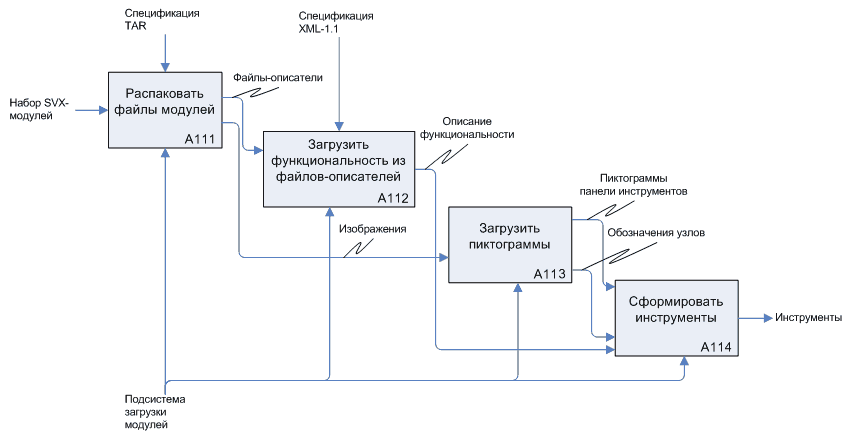 Спецификация
TAR
Спецификация
XML-1.1
Набор SVX-
модулей
Распаковать
файлы модулей
A111
Файлы-описатели
Загрузить
функциональность из
файлов-описателей
A112
Описание
функциональности
Изображения
Загрузить
пиктограммы
A113
Пиктограммы
панели инструментов
Обозначения узлов
Сформировать
инструменты
A114
Инструменты
Подсистема
загрузки
модулей